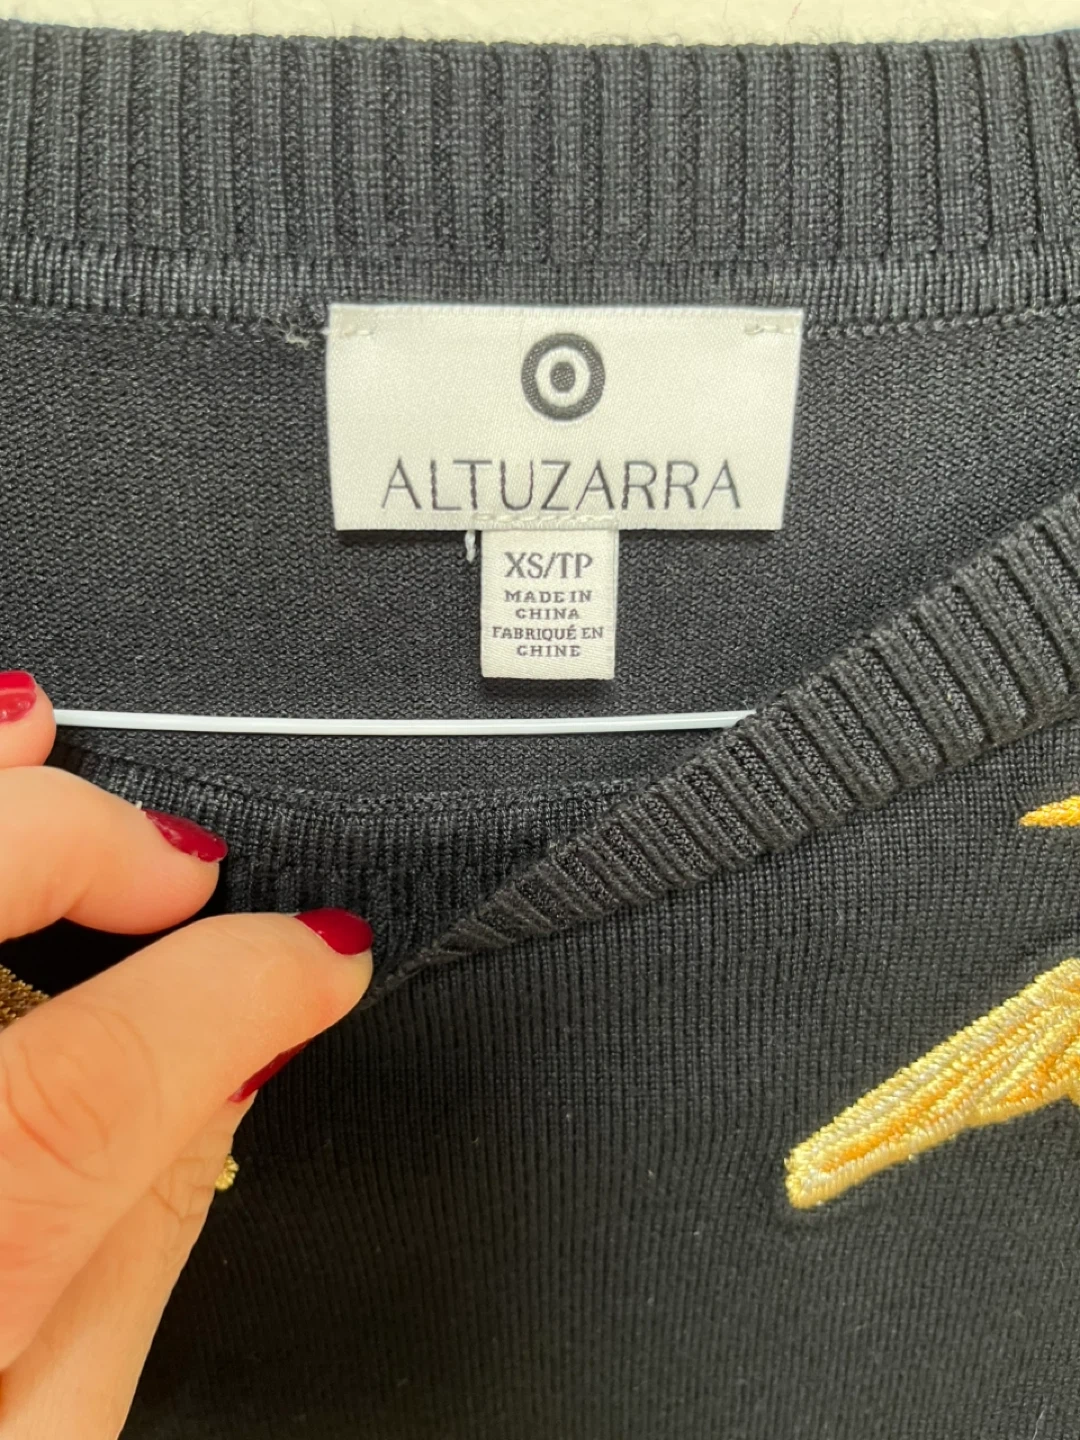 ALTUZARRA
XS/TP
MADE IN
CHINA
FABRIQUÉ EN
CHINE